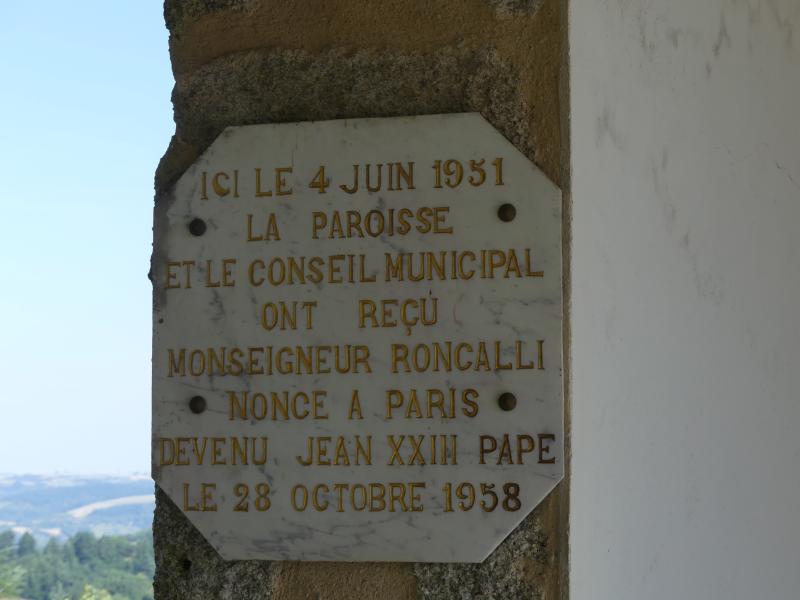 ICI LE 4 JUIN 1951
LA PAROISSE
ET LE CONSEIL MUNICIPAL
ONT REÇU
MONSEIGNEUR RONCALLI
NONCE A PARIS
DEVENU JEAN XXIII PAPE
LE 28 OCTOBRE 1958